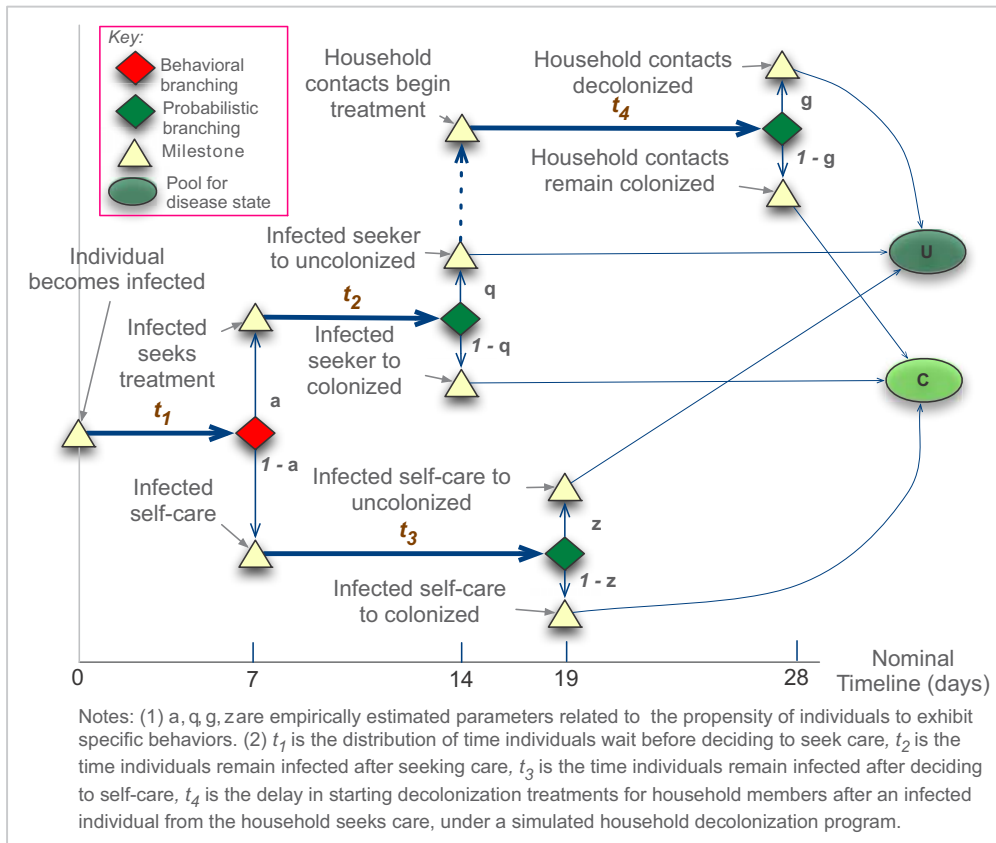 Key:
Behavioral
branching
Probabilistic
branching
Milestone
Pool for
disease state
Household
contacts begin
treatment
Household contacts
decolonized
t4
g
1 - g
Household contacts
remain colonized
Individual
becomes infected
Infected seeker
to uncolonized
U
t2
q
1 - q
Infected
seeks
treatment
Infected
seeker to
colonized
C
t1
a
1 - a
Infected
self-care
Infected self-care to
uncolonized
t3
z
1 - z
Infected self-care
to colonized
0
7
14
19
28
Nominal
Timeline (days)
Notes: (1) a, q, g, z are empirically estimated parameters related to the propensity of individuals to exhibit
specific behaviors. (2) t1 is the distribution of time individuals wait before deciding to seek care, t2 is the
time individuals remain infected after seeking care, t3 is the time individuals remain infected after deciding
to self-care, t4 is the delay in starting decolonization treatments for household members after an infected
individual from the household seeks care, under a simulated household decolonization program.